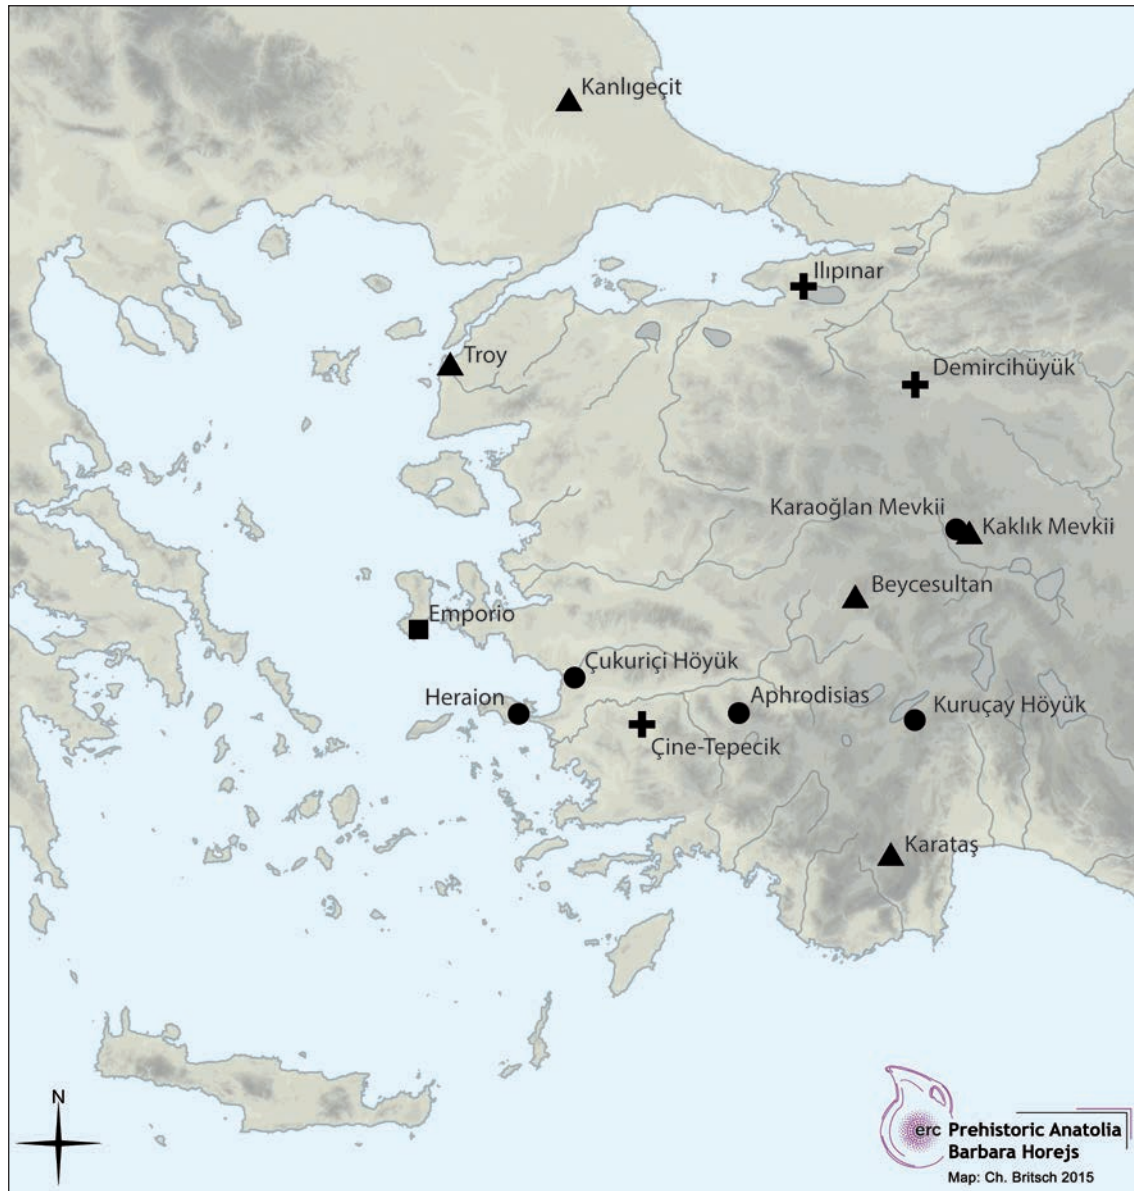 Kanlıgeçit
Ilıpınar
Troy
Demircihüyük
Karaoğlan Mevkii
Kaklık Mevkii
Beycesultan
Emporio
Çukuriçi Höyük
Heraion
Aphrodisias
Kuruçay Höyük
Çine-Tepecik
Karataş
N
erc Prehistoric Anatolia
Barbara Horejs
Map: Ch. Britsch 2015